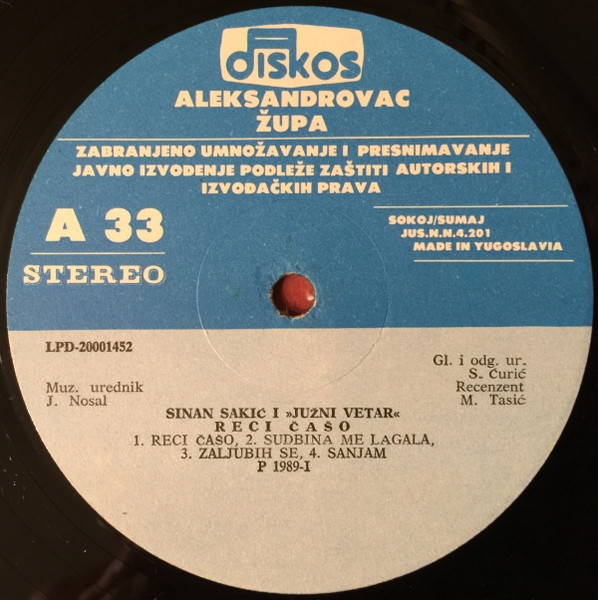 diskos
ALEKSANDROVAC
ŽUPA
ZABRANJENO UMNOŽAVANJE I PRESNIMAVANJE
JAVNO IZVOĐENJE PODLEŽE ZAŠTITI AUTORSKIH I
IZVOĐAČKIH PRAVA
A 33
STEREO
SOKOJ/SUMAJ
JUS.N.N.4.201
MADE IN YUGOSLAVIA
LPD-20001452
Muz. urednik
J. Nosal
Gl. i odg. ur.
S. Ćurić
Recenzent
M. Tasić
SINAN SAKIĆ I »JUŽNI VETAR«
RECI ČAŠO
1. RECI ČAŠO, 2. SUDBINA ME LAGALA,
3. ZALJUBIH SE, 4. SANJAM
P 1989-I